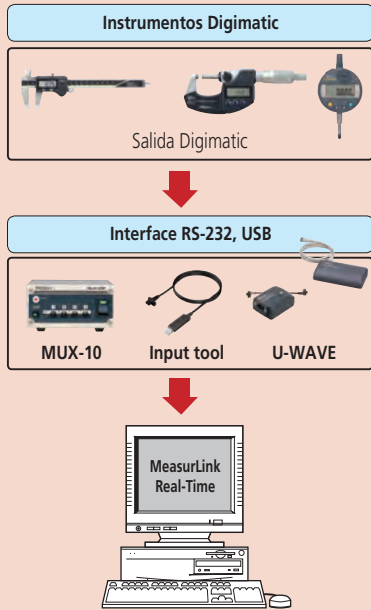 Instrumentos Digimatic
Salida Digimatic
Interface RS-232, USB
MUX-10
Input tool
U-WAVE
MeasurLink
Real-Time